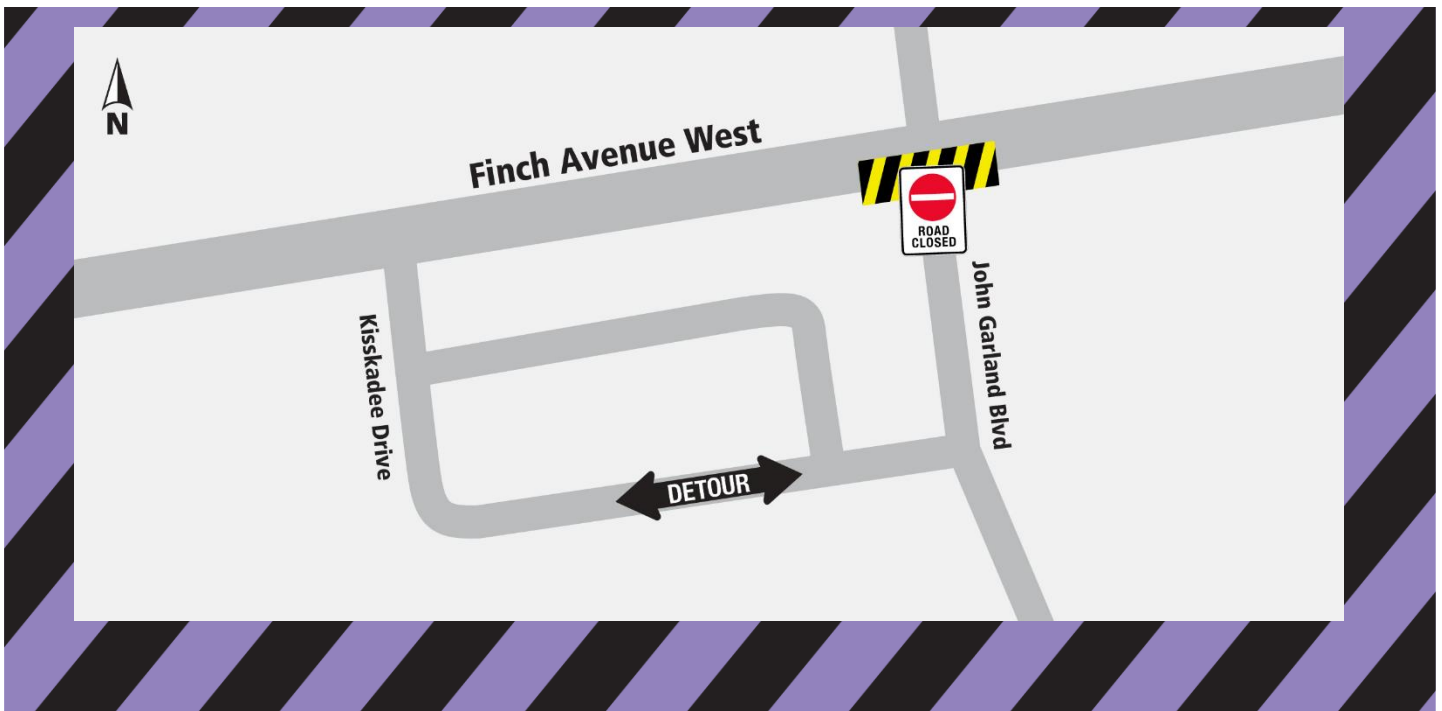 N
Finch Avenue West
ROAD
CLOSED
John Garland Blvd
Kisskadee Drive
DETOUR